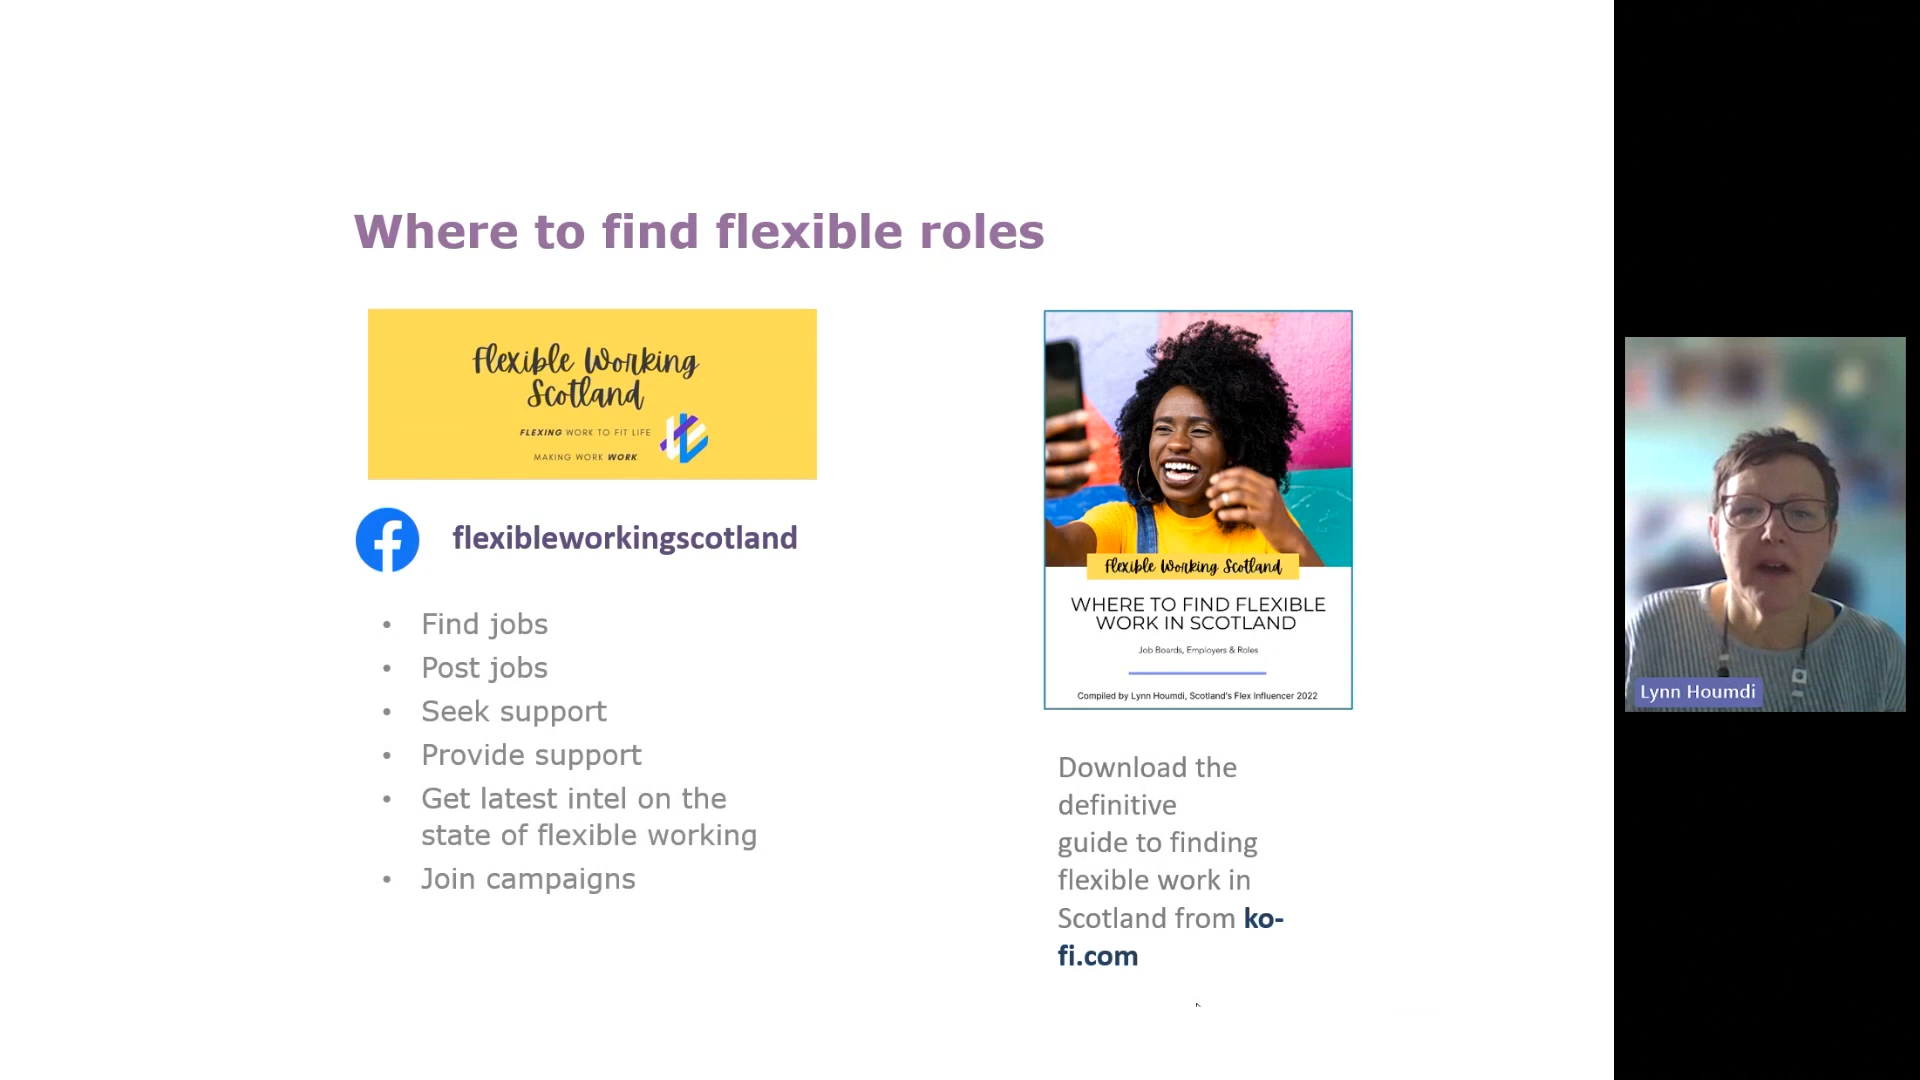 Where to find flexible roles
Flexible Working
Scotland
FLEXING WORK TO FIT LIFE
MAKING WORK WORK
flexibleworkingscotland
• Find jobs
• Post jobs
• Seek support
• Provide support
• Get latest intel on the
state of flexible working
• Join campaigns
Flexible Working Scotland
WHERE TO FIND FLEXIBLE
WORK IN SCOTLAND
Job Boards, Employers & Roles
Compiled by Lynn Houmdi, Scotland's Flex Influencer 2022
Download the
definitive
guide to finding
flexible work in
Scotland from ko-
fi.com
Lynn Houmdi